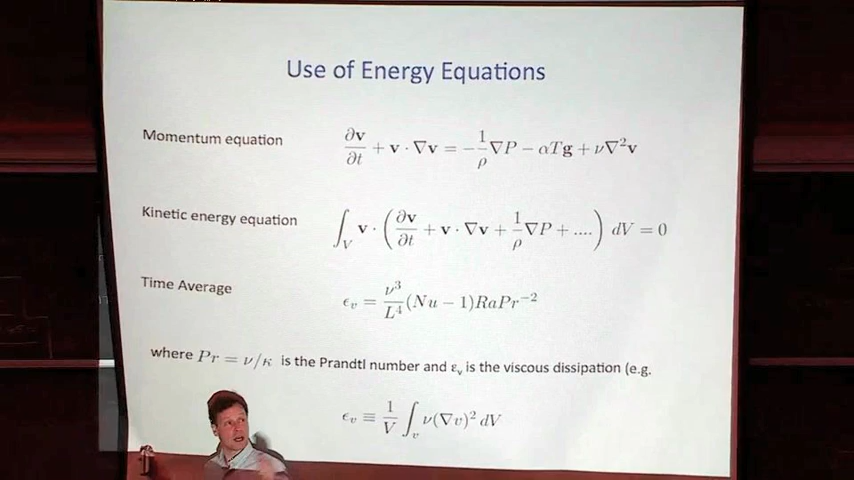 Use of Energy Equations
Momentum equation ∂v/∂t + v · ∇v = −1/ρ ∇P − αTg + ν∇²v
Kinetic energy equation ∫_V v · (∂v/∂t + v · ∇v + 1/ρ ∇P + ....) dV = 0
Time Average ϵ_v = ν³/L⁴ (Nu − 1)RaPr⁻²
where Pr = ν/κ is the Prandtl number and ε_v is the viscous dissipation (e.g.
ϵ_v ≡ 1/V ∫_v ν(∇v)² dV